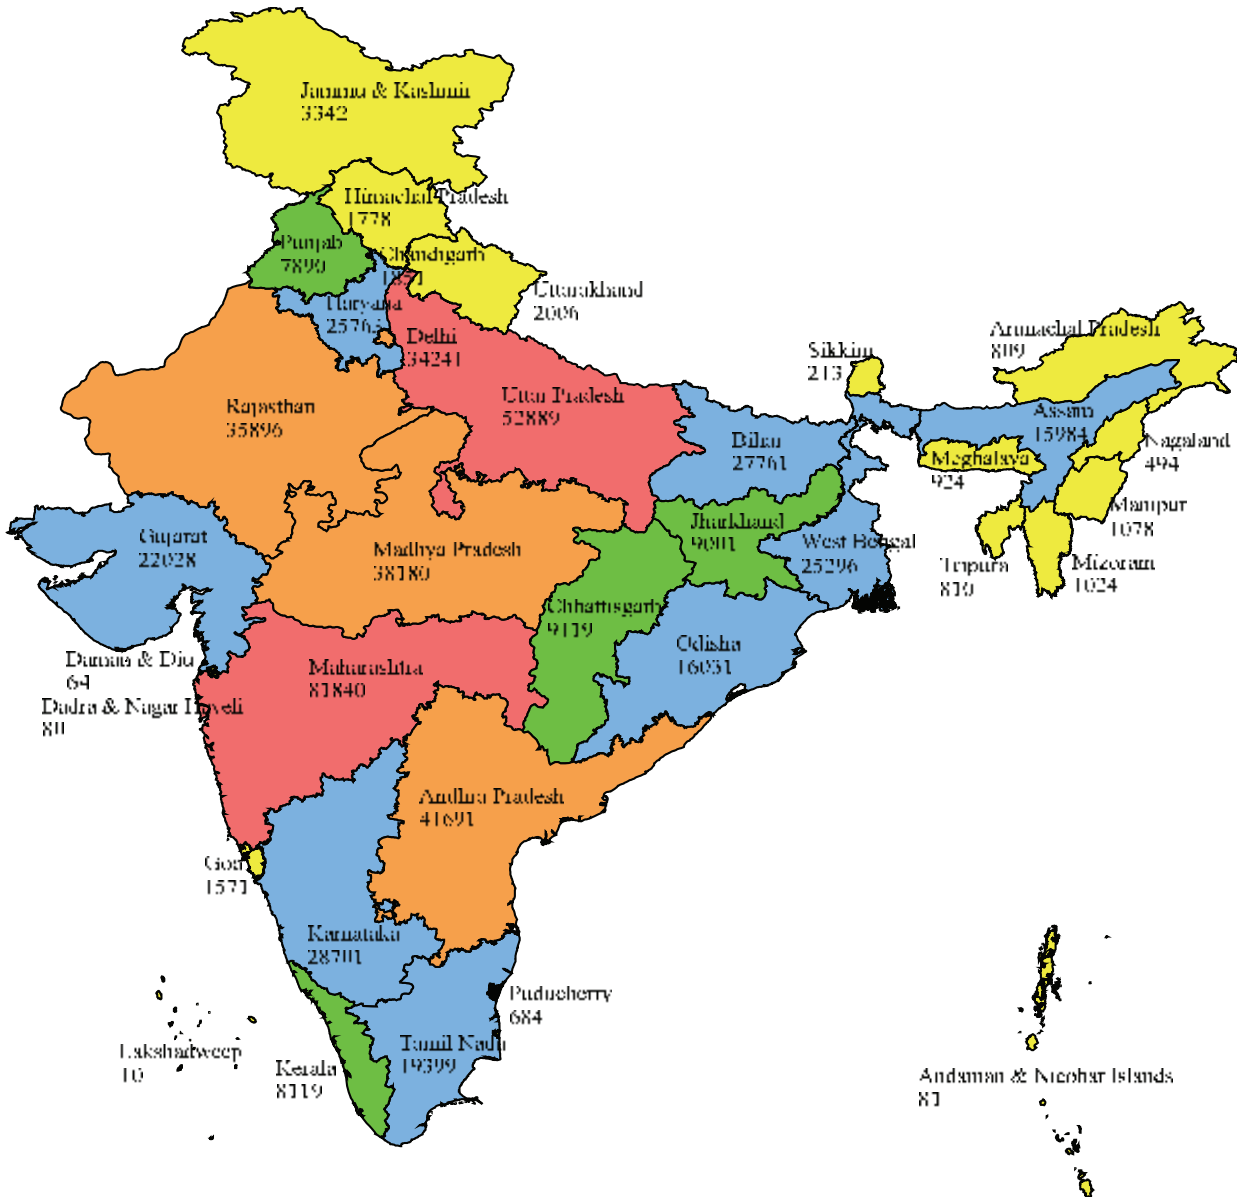 Jammu & Kashmir
3342
Himachal Pradesh
1778
Punjab
7890
Chandigarh
Uttarakhand
2006
Haryana
25763
Delhi
34241
Arunachal Pradesh
809
Sikkim
213
Uttar Pradesh
52889
Rajasthan
35896
Assam
15984
Bihar
27761
Nagaland
494
Meghalaya
924
Manipur
1078
Jharkhand
9001
Gujarat
22028
Madhya Pradesh
38180
West Bengal
25296
Tripura
810
Mizoram
1024
Chhattisgarh
9119
Odisha
16031
Daman & Diu
64
Maharashtra
81840
Dadra & Nagar Haveli
80
Andhra Pradesh
41691
Goa
1571
Karnataka
28701
Puducherry
684
Tamil Nadu
19399
Lakshadweep
10
Kerala
8119
Andaman & Nicobar Islands
81